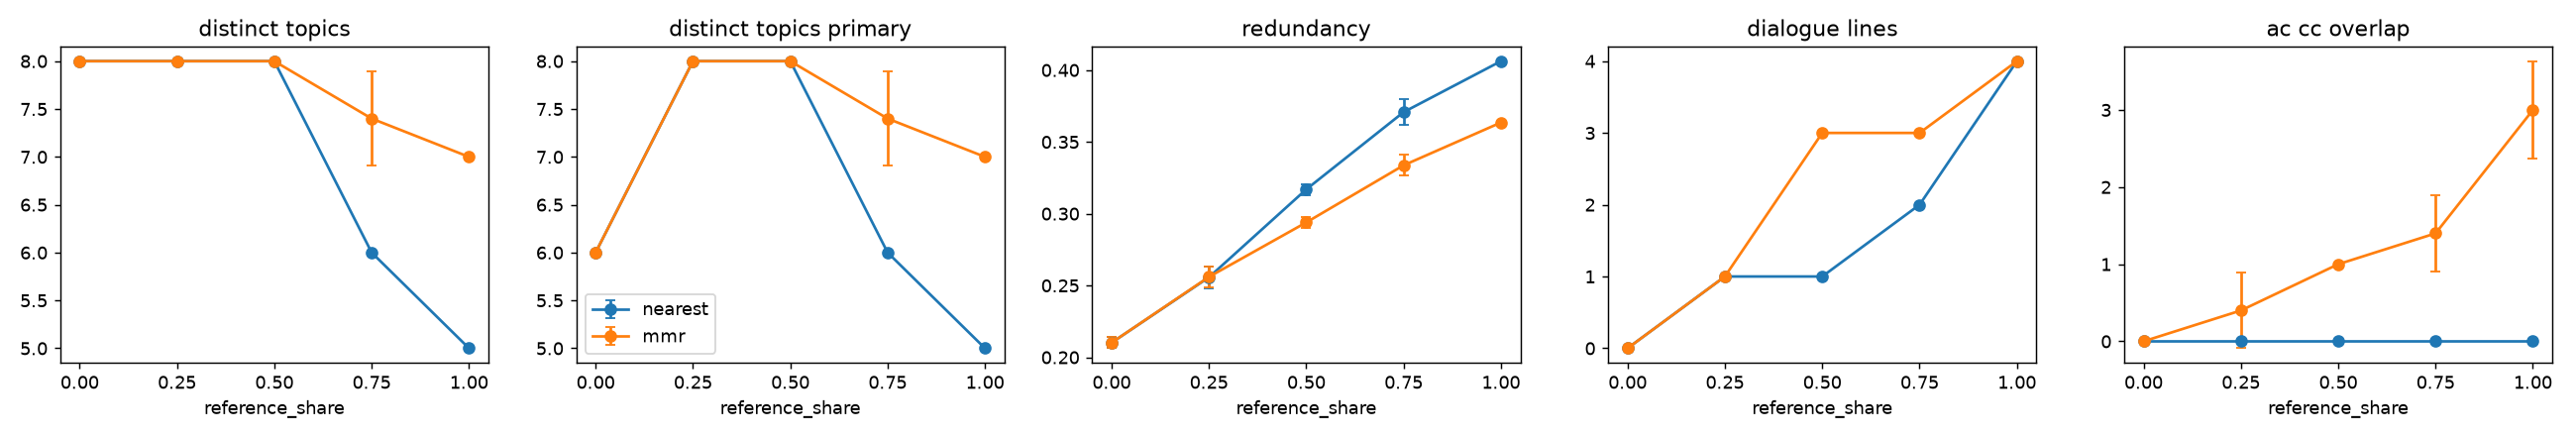 distinct topics
8.0
7.5
7.0
6.5
6.0
5.5
5.0
0.00 0.25 0.50 0.75 1.00
reference_share
distinct topics primary
8.0
7.5
7.0
6.5
6.0
5.5
5.0
nearest
mmr
0.00 0.25 0.50 0.75 1.00
reference_share
redundancy
0.40
0.35
0.30
0.25
0.20
0.00 0.25 0.50 0.75 1.00
reference_share
dialogue lines
4
3
2
1
0
0.00 0.25 0.50 0.75 1.00
reference_share
ac cc overlap
3
2
1
0
0.00 0.25 0.50 0.75 1.00
reference_share